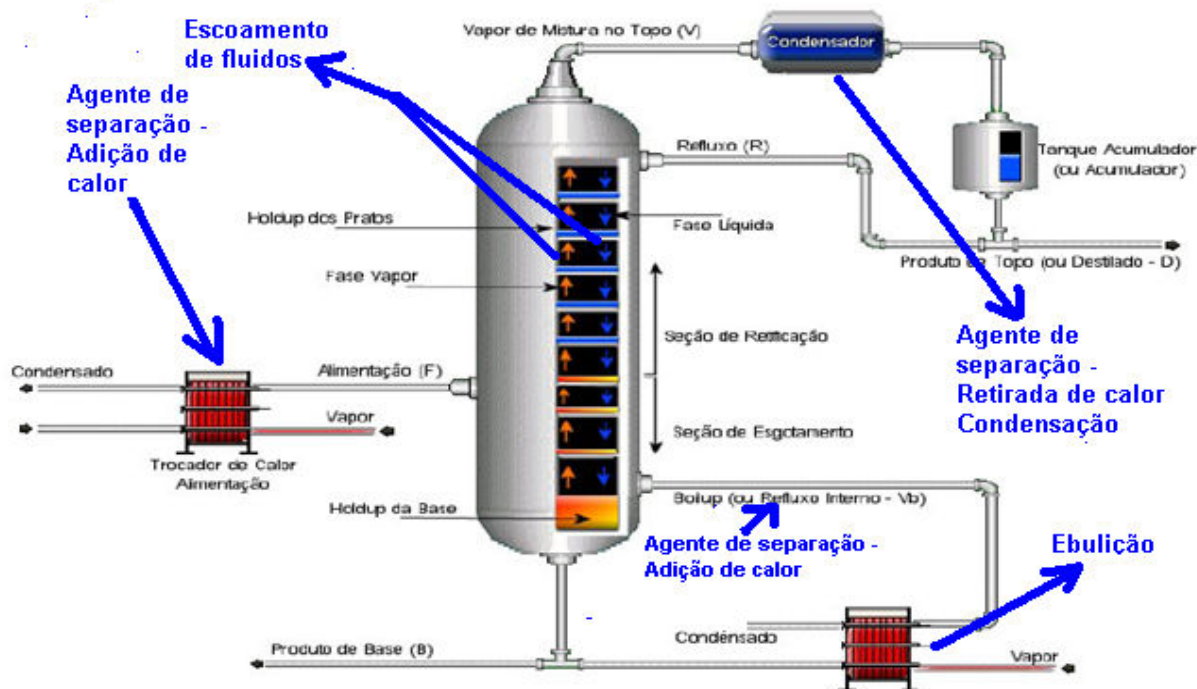 Escoamento
de fluidos
Vapor de Mistura no Topo (V)
Condensador
Agente de
separação -
Adição de
calor
Refluxo (R)
Tanque Acumulador
(ou Acumulador)
Holdup dos Pratos
Fase Líquida
Produto de Topo (ou Destilado - D)
Fase Vapor
Seção de Retificação
Agente de
separação -
Retirada de calor
Condensação
Condensado
Alimentação (F)
Vapor
Seção de Esgotamento
Trocador de Calor
Alimentação
Holdup da Base
Boilup (ou Refluxo Interno - Vb)
Agente de separação -
Adição de calor
Ebulição
Condensado
Produto de Base (B)
Vapor